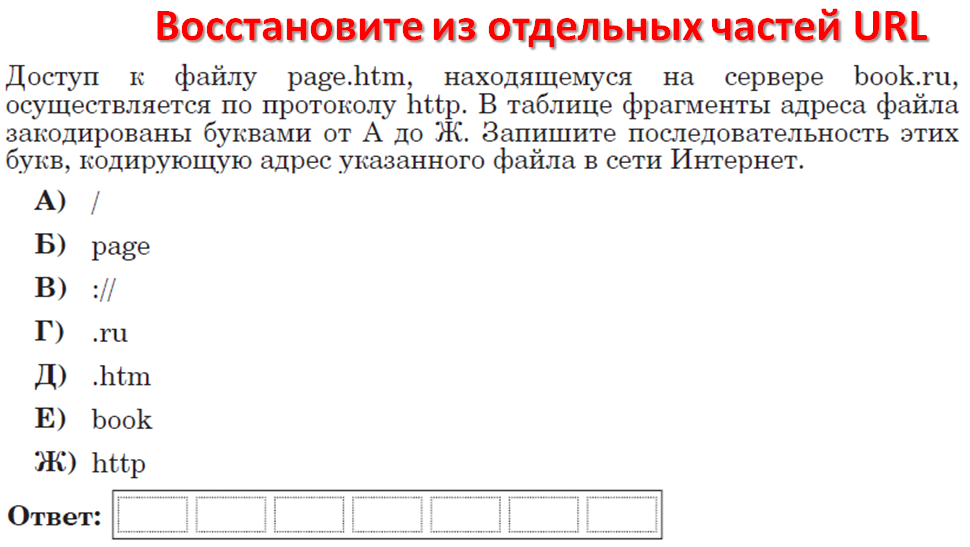 Восстановите из отдельных частей URL
Доступ к файлу page.htm, находящемуся на сервере book.ru,
осуществляется по протоколу http. В таблице фрагменты адреса файла
закодированы буквами от А до Ж. Запишите последовательность этих
букв, кодирующую адрес указанного файла в сети Интернет.
А) /
Б) page
В) ://
Г) .ru
Д) .htm
Е) book
Ж) http
Ответ: